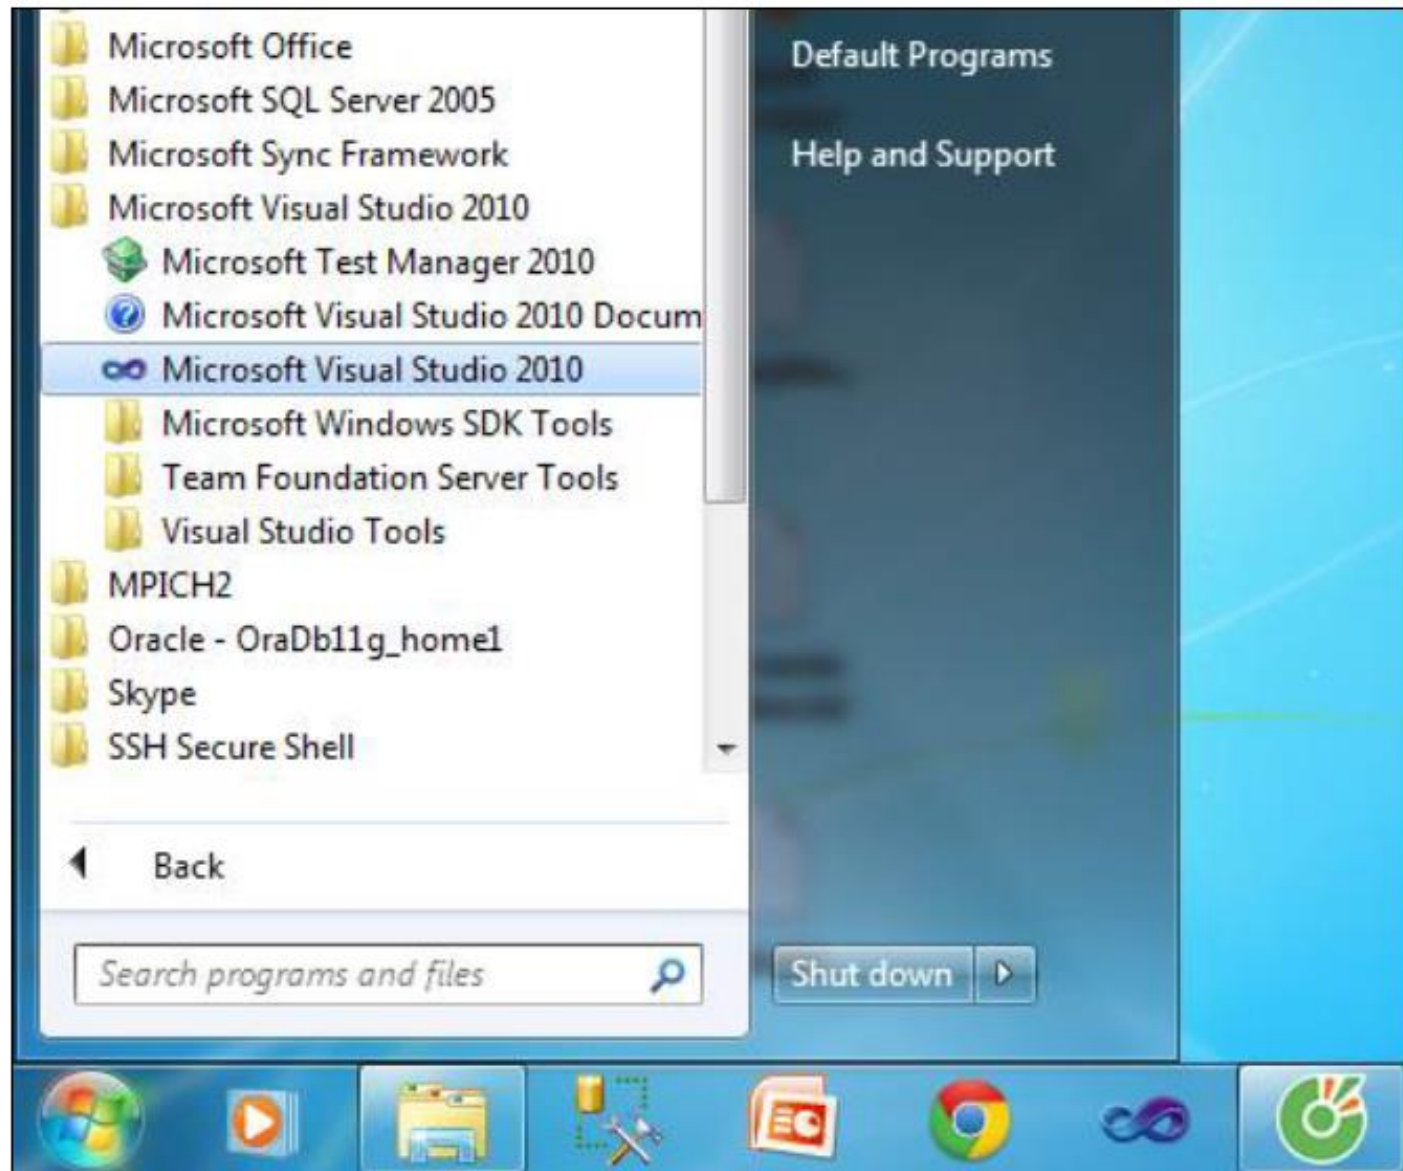 Microsoft Office
Microsoft SQL Server 2005
Microsoft Sync Framework
Microsoft Visual Studio 2010
Microsoft Test Manager 2010
Microsoft Visual Studio 2010 Docum
Microsoft Visual Studio 2010
Microsoft Windows SDK Tools
Team Foundation Server Tools
Visual Studio Tools
MPICH2
Oracle - OraDb11g_home1
Skype
SSH Secure Shell
Back
Search programs and files
Default Programs
Help and Support
Shut down